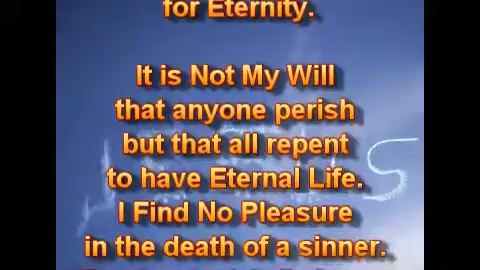 for Eternity.
It is Not My Will
that anyone perish
but that all repent
to have Eternal Life.
I Find No Pleasure
in the death of a sinner.